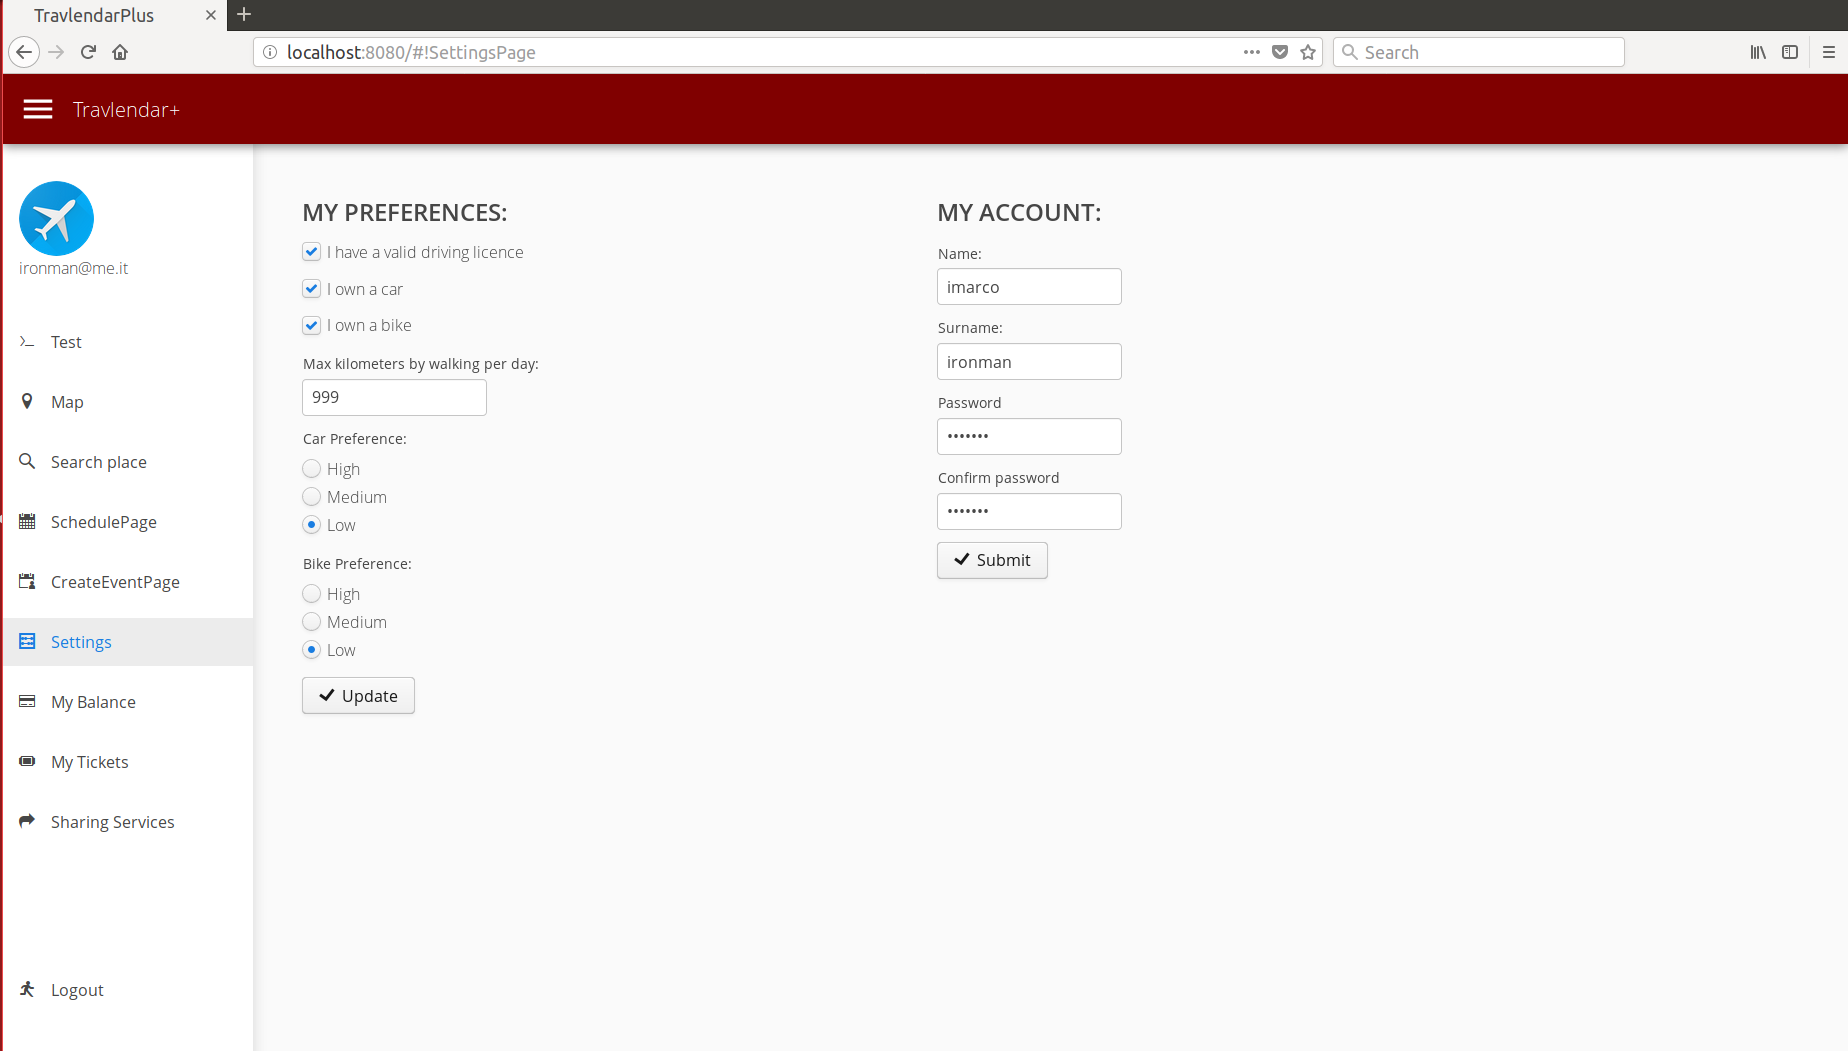 TravlendarPlus
localhost:8080/#!SettingsPage
Search
Travlendar+
ironman@me.it
Test
Map
Search place
SchedulePage
CreateEventPage
Settings
My Balance
My Tickets
Sharing Services
Logout
MY PREFERENCES:
I have a valid driving licence
I own a car
I own a bike
Max kilometers by walking per day:
999
Car Preference:
High
Medium
Low
Bike Preference:
High
Medium
Low
Update
MY ACCOUNT:
Name:
imarco
Surname:
ironman
Password
•••••••
Confirm password
•••••••
Submit